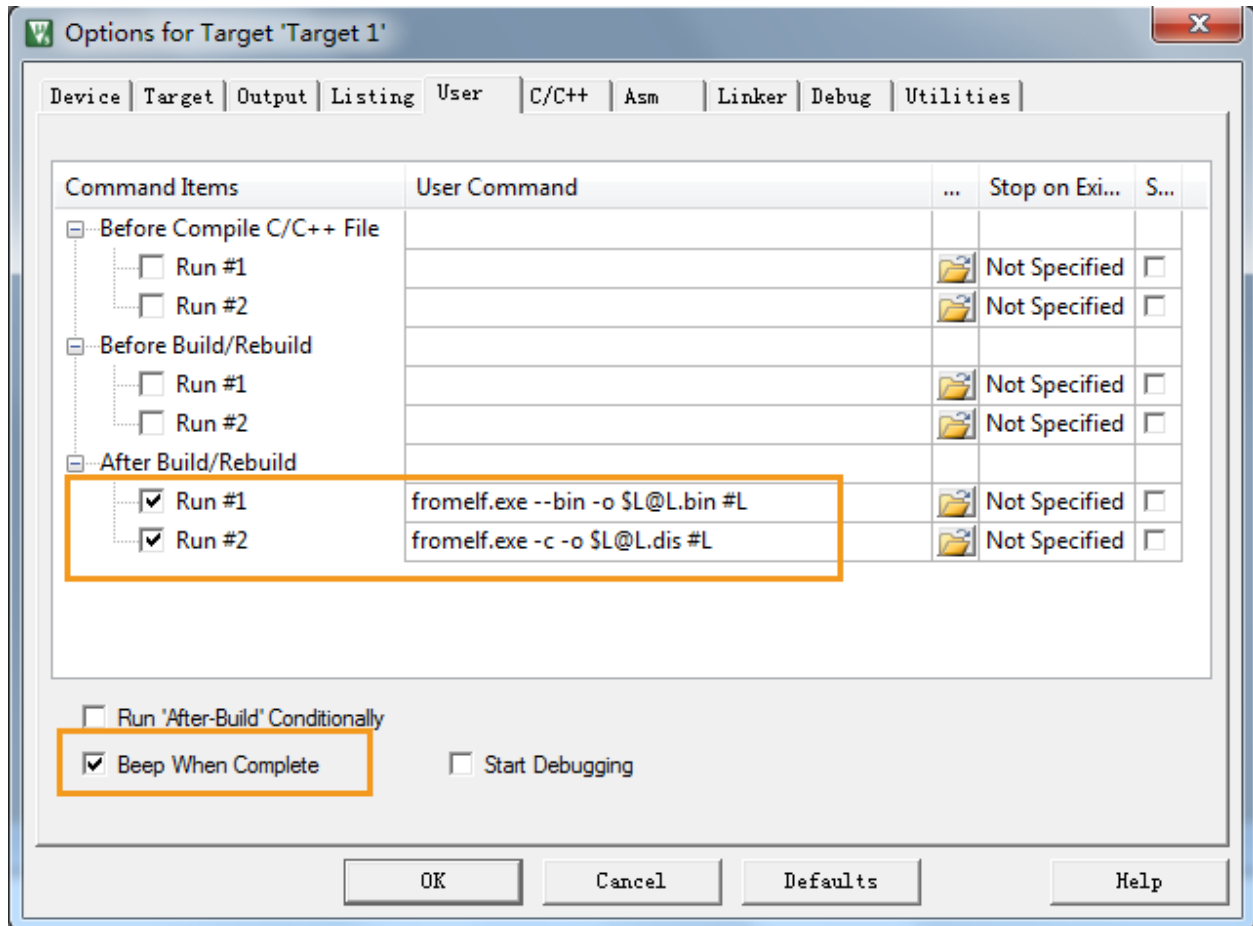 Options for Target 'Target 1'
Device Target Output Listing User C/C++ Asm Linker Debug Utilities
Command Items User Command ... Stop on Exi... S...
Before Compile C/C++ File
Run #1 Not Specified
Run #2 Not Specified
Before Build/Rebuild
Run #1 Not Specified
Run #2 Not Specified
After Build/Rebuild
Run #1 fromelf.exe --bin -o $L@L.bin #L Not Specified
Run #2 fromelf.exe -c -o $L@L.dis #L Not Specified
Run 'After-Build' Conditionally
Beep When Complete Start Debugging
OK Cancel Defaults Help